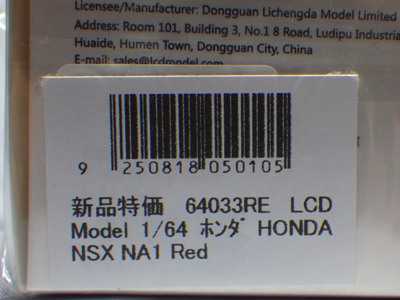 Licensee/Manufacturer: Dongguan Lichengda Model Limited
Address: Room 101, Building 3, No.1 8 Road, Ludipu Industrial
Huaide, Humen Town, Dongguan City, China
E-mail: sales@lcdmodel.com
9 250818 050105
新品特価 64033RE LCD
Model 1/64 ホンダ HONDA
NSX NA1 Red